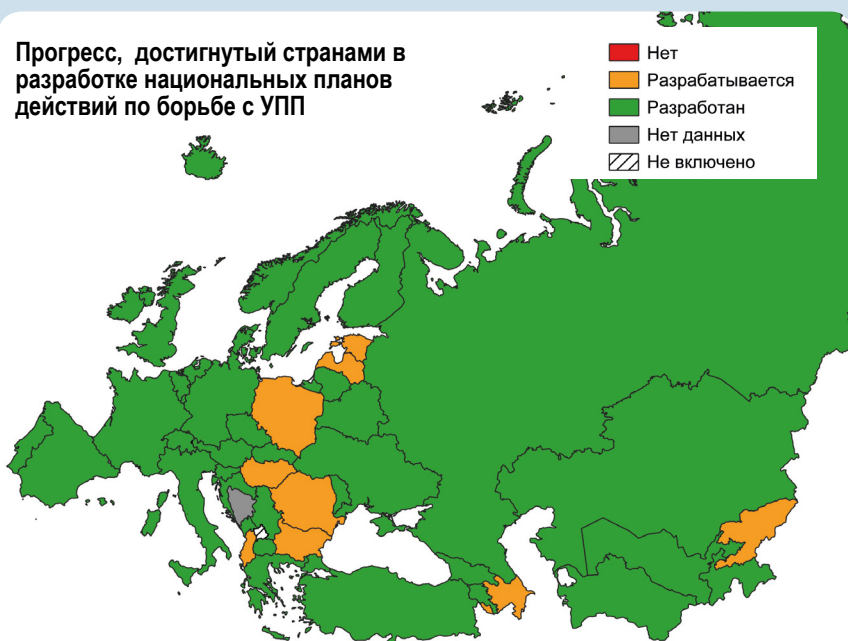 Прогресс, достигнутый странами в
разработке национальных планов
действий по борьбе с УПП
Нет
Разрабатывается
Разработан
Нет данных
Не включено